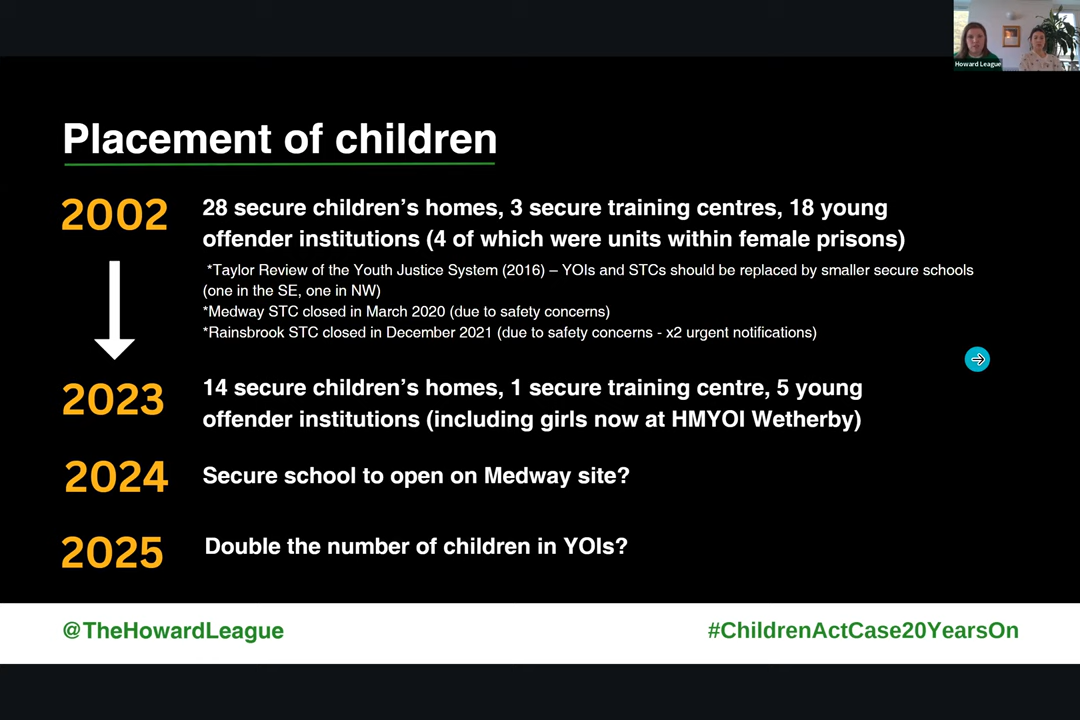 Howard League
Placement of children
2002
28 secure children’s homes, 3 secure training centres, 18 young
offender institutions (4 of which were units within female prisons)
*Taylor Review of the Youth Justice System (2016) – YOIs and STCs should be replaced by smaller secure schools
(one in the SE, one in NW)
*Medway STC closed in March 2020 (due to safety concerns)
*Rainsbrook STC closed in December 2021 (due to safety concerns - x2 urgent notifications)
2023
14 secure children’s homes, 1 secure training centre, 5 young
offender institutions (including girls now at HMYOI Wetherby)
2024
Secure school to open on Medway site?
2025
Double the number of children in YOIs?
@TheHowardLeague
#ChildrenActCase20YearsOn